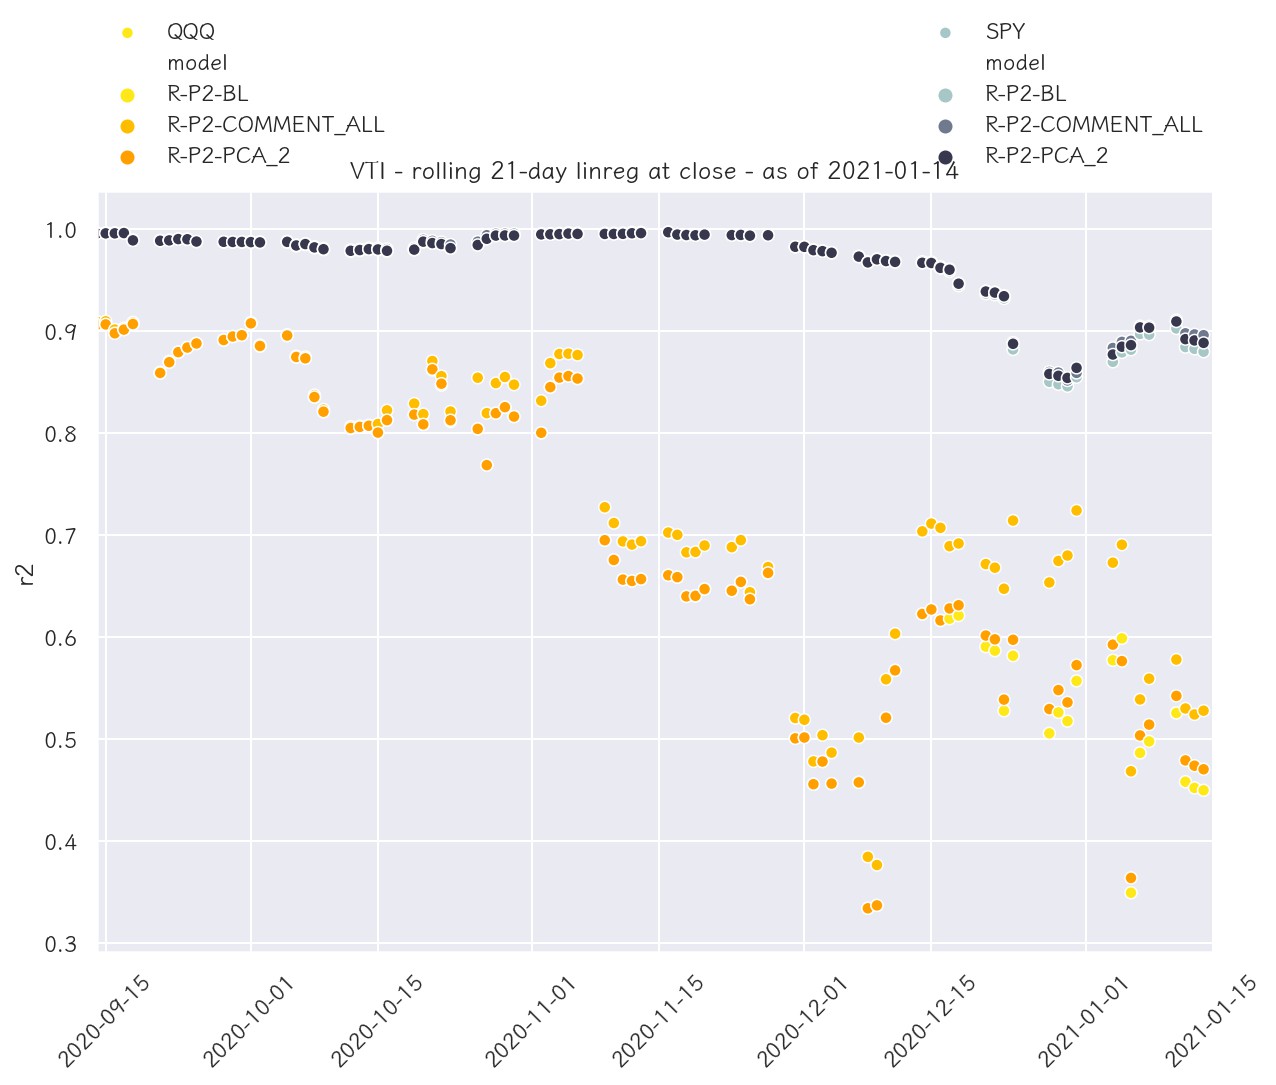 QQQ
model
R-P2-BL
R-P2-COMMENT_ALL
R-P2-PCA_2
SPY
model
R-P2-BL
R-P2-COMMENT_ALL
R-P2-PCA_2
VTI - rolling 21-day linreg at close - as of 2021-01-14
1.0
0.9
0.8
0.7
0.6
0.5
0.4
0.3
r2
2020-09-15
2020-10-01
2020-10-15
2020-11-01
2020-11-15
2020-12-01
2020-12-15
2021-01-01
2021-01-15